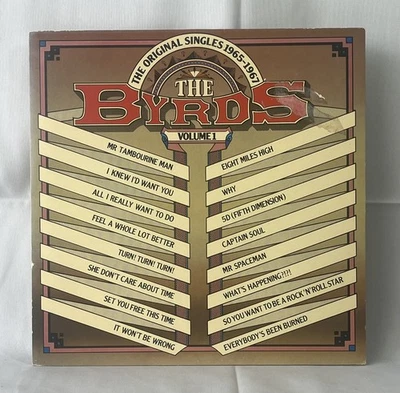 THE ORIGINAL SINGLES 1965-1967
THE
BYRDS
VOLUME 1
MR TAMBOURINE MAN
I KNEW I'D WANT YOU
ALL I REALLY WANT TO DO
FEEL A WHOLE LOT BETTER
TURN! TURN! TURN!
SHE DON'T CARE ABOUT TIME
SET YOU FREE THIS TIME
IT WON'T BE WRONG
EIGHT MILES HIGH
WHY
5D (FIFTH DIMENSION)
CAPTAIN SOUL
MR SPACEMAN
WHAT'S HAPPENING?!?!
SO YOU WANT TO BE A ROCK'N'ROLL STAR
EVERYBODY'S BEEN BURNED